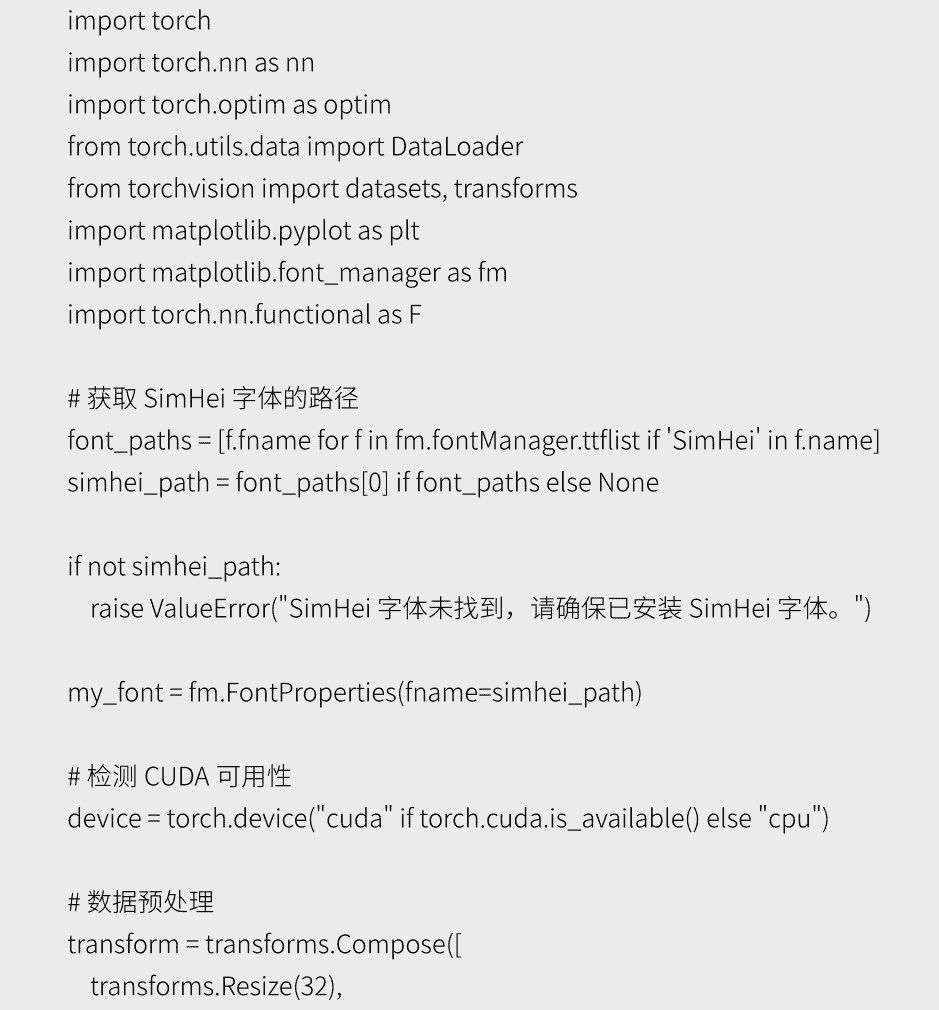 import torch
import torch.nn as nn
import torch.optim as optim
from torch.utils.data import DataLoader
from torchvision import datasets, transforms
import matplotlib.pyplot as plt
import matplotlib.font_manager as fm
import torch.nn.functional as F
# 获取 SimHei 字体的路径
font_paths = [f.fname for f in fm.fontManager.ttflist if 'SimHei' in f.name]
simhei_path = font_paths[0] if font_paths else None
if not simhei_path:
raise ValueError("SimHei 字体未找到，请确保已安装 SimHei 字体。")
my_font = fm.FontProperties(fname=simhei_path)
# 检测 CUDA 可用性
device = torch.device("cuda" if torch.cuda.is_available() else "cpu")
# 数据预处理
transform = transforms.Compose([
transforms.Resize(32),